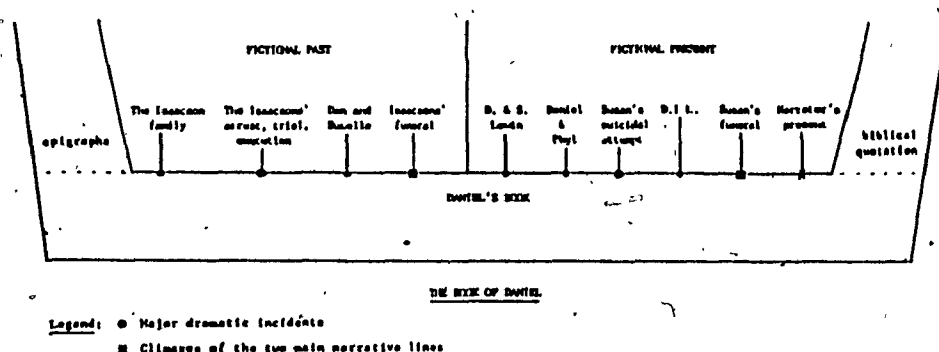 FICTIONAL PAST
FICTIONAL PRESENT
The Isaacson family
The Isaacsons' arrest, trial, execution
Dan and Susan
Isaacsons' funeral
D. & S. Lewin
Daniel & Phyl
Susan's suicidal attempt
D.I.L.
Susan's funeral
Narrator's present
epigraphs
biblical quotation
DANIEL'S BOOK
THE BOOK OF DANIEL
Legend: ● Major dramatic incidents
■ Climaxes of the two main narrative lines